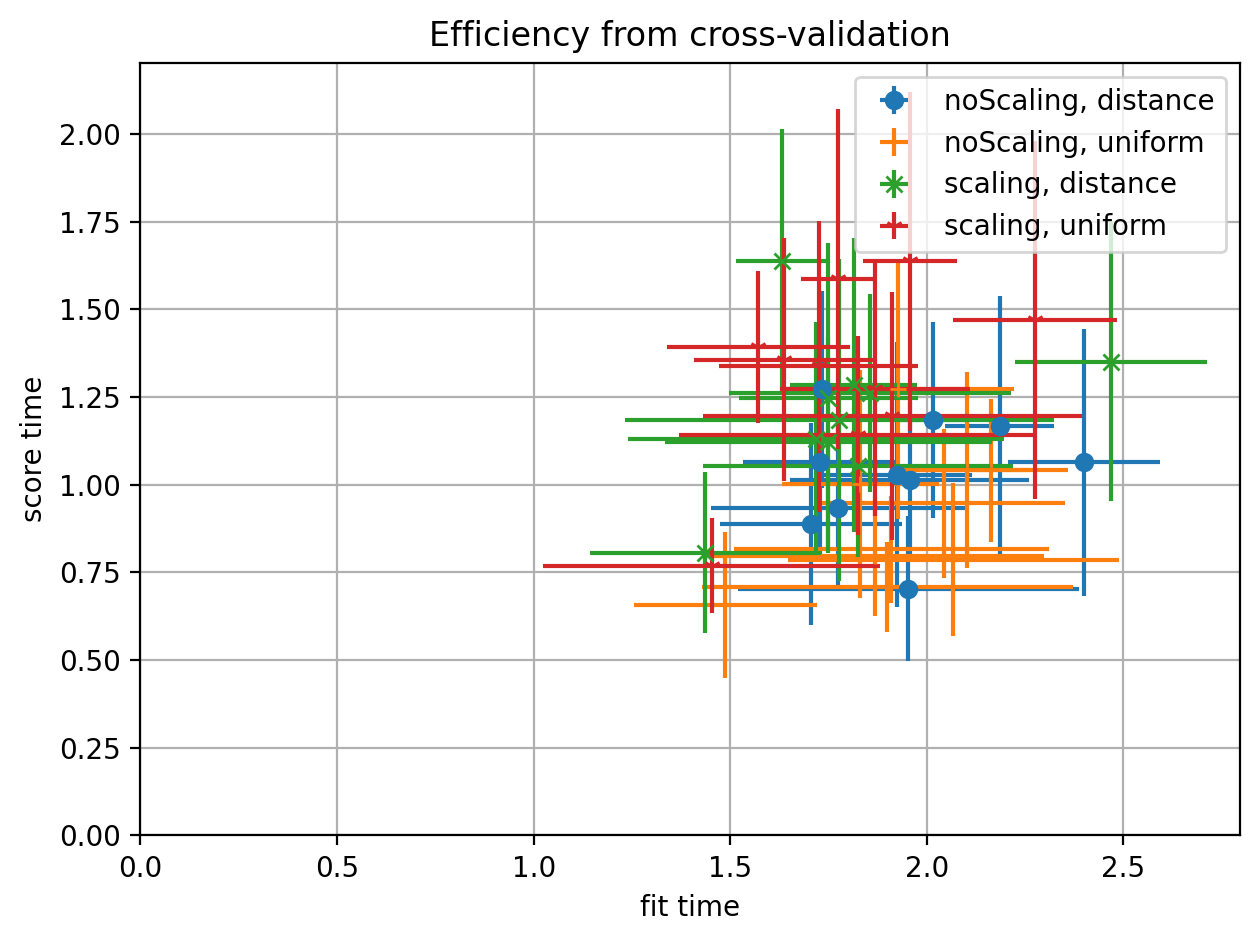 Efficiency from cross-validation
noScaling, distance
noScaling, uniform
scaling, distance
scaling, uniform
2.00
1.75
1.50
1.25
1.00
0.75
0.50
0.25
0.00
score time
0.0 0.5 1.0 1.5 2.0 2.5
fit time